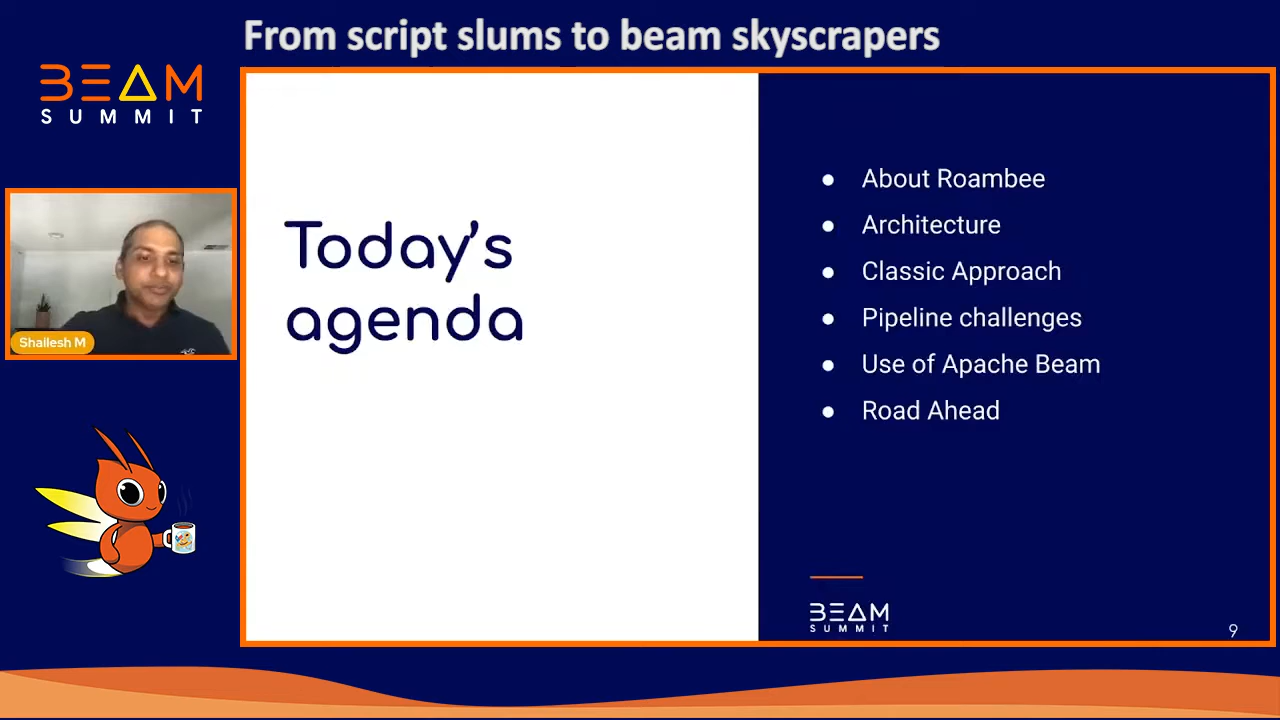 From script slums to beam skyscrapers
BEAM
SUMMIT
Shailesh M
Today's
agenda
● About Roambee
● Architecture
● Classic Approach
● Pipeline challenges
● Use of Apache Beam
● Road Ahead
BEAM
SUMMIT
9